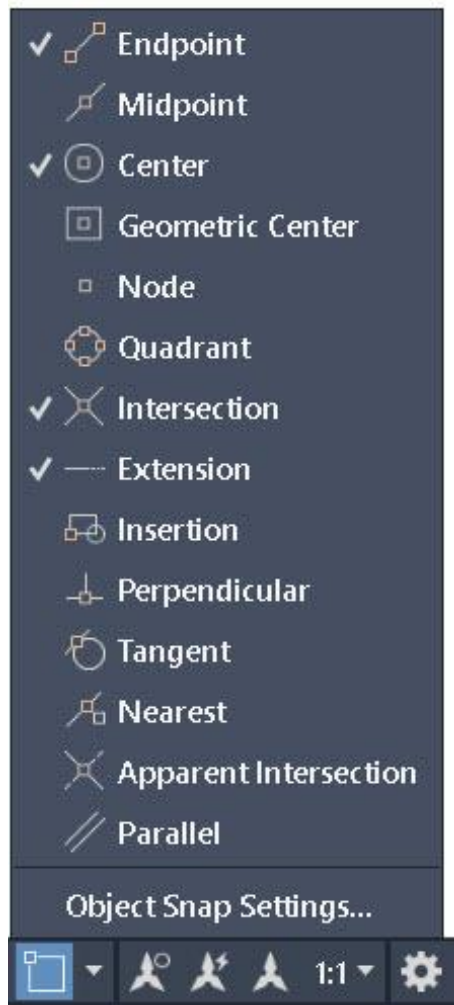 Endpoint
Midpoint
Center
Geometric Center
Node
Quadrant
Intersection
Extension
Insertion
Perpendicular
Tangent
Nearest
Apparent Intersection
Parallel
Object Snap Settings...
1:1